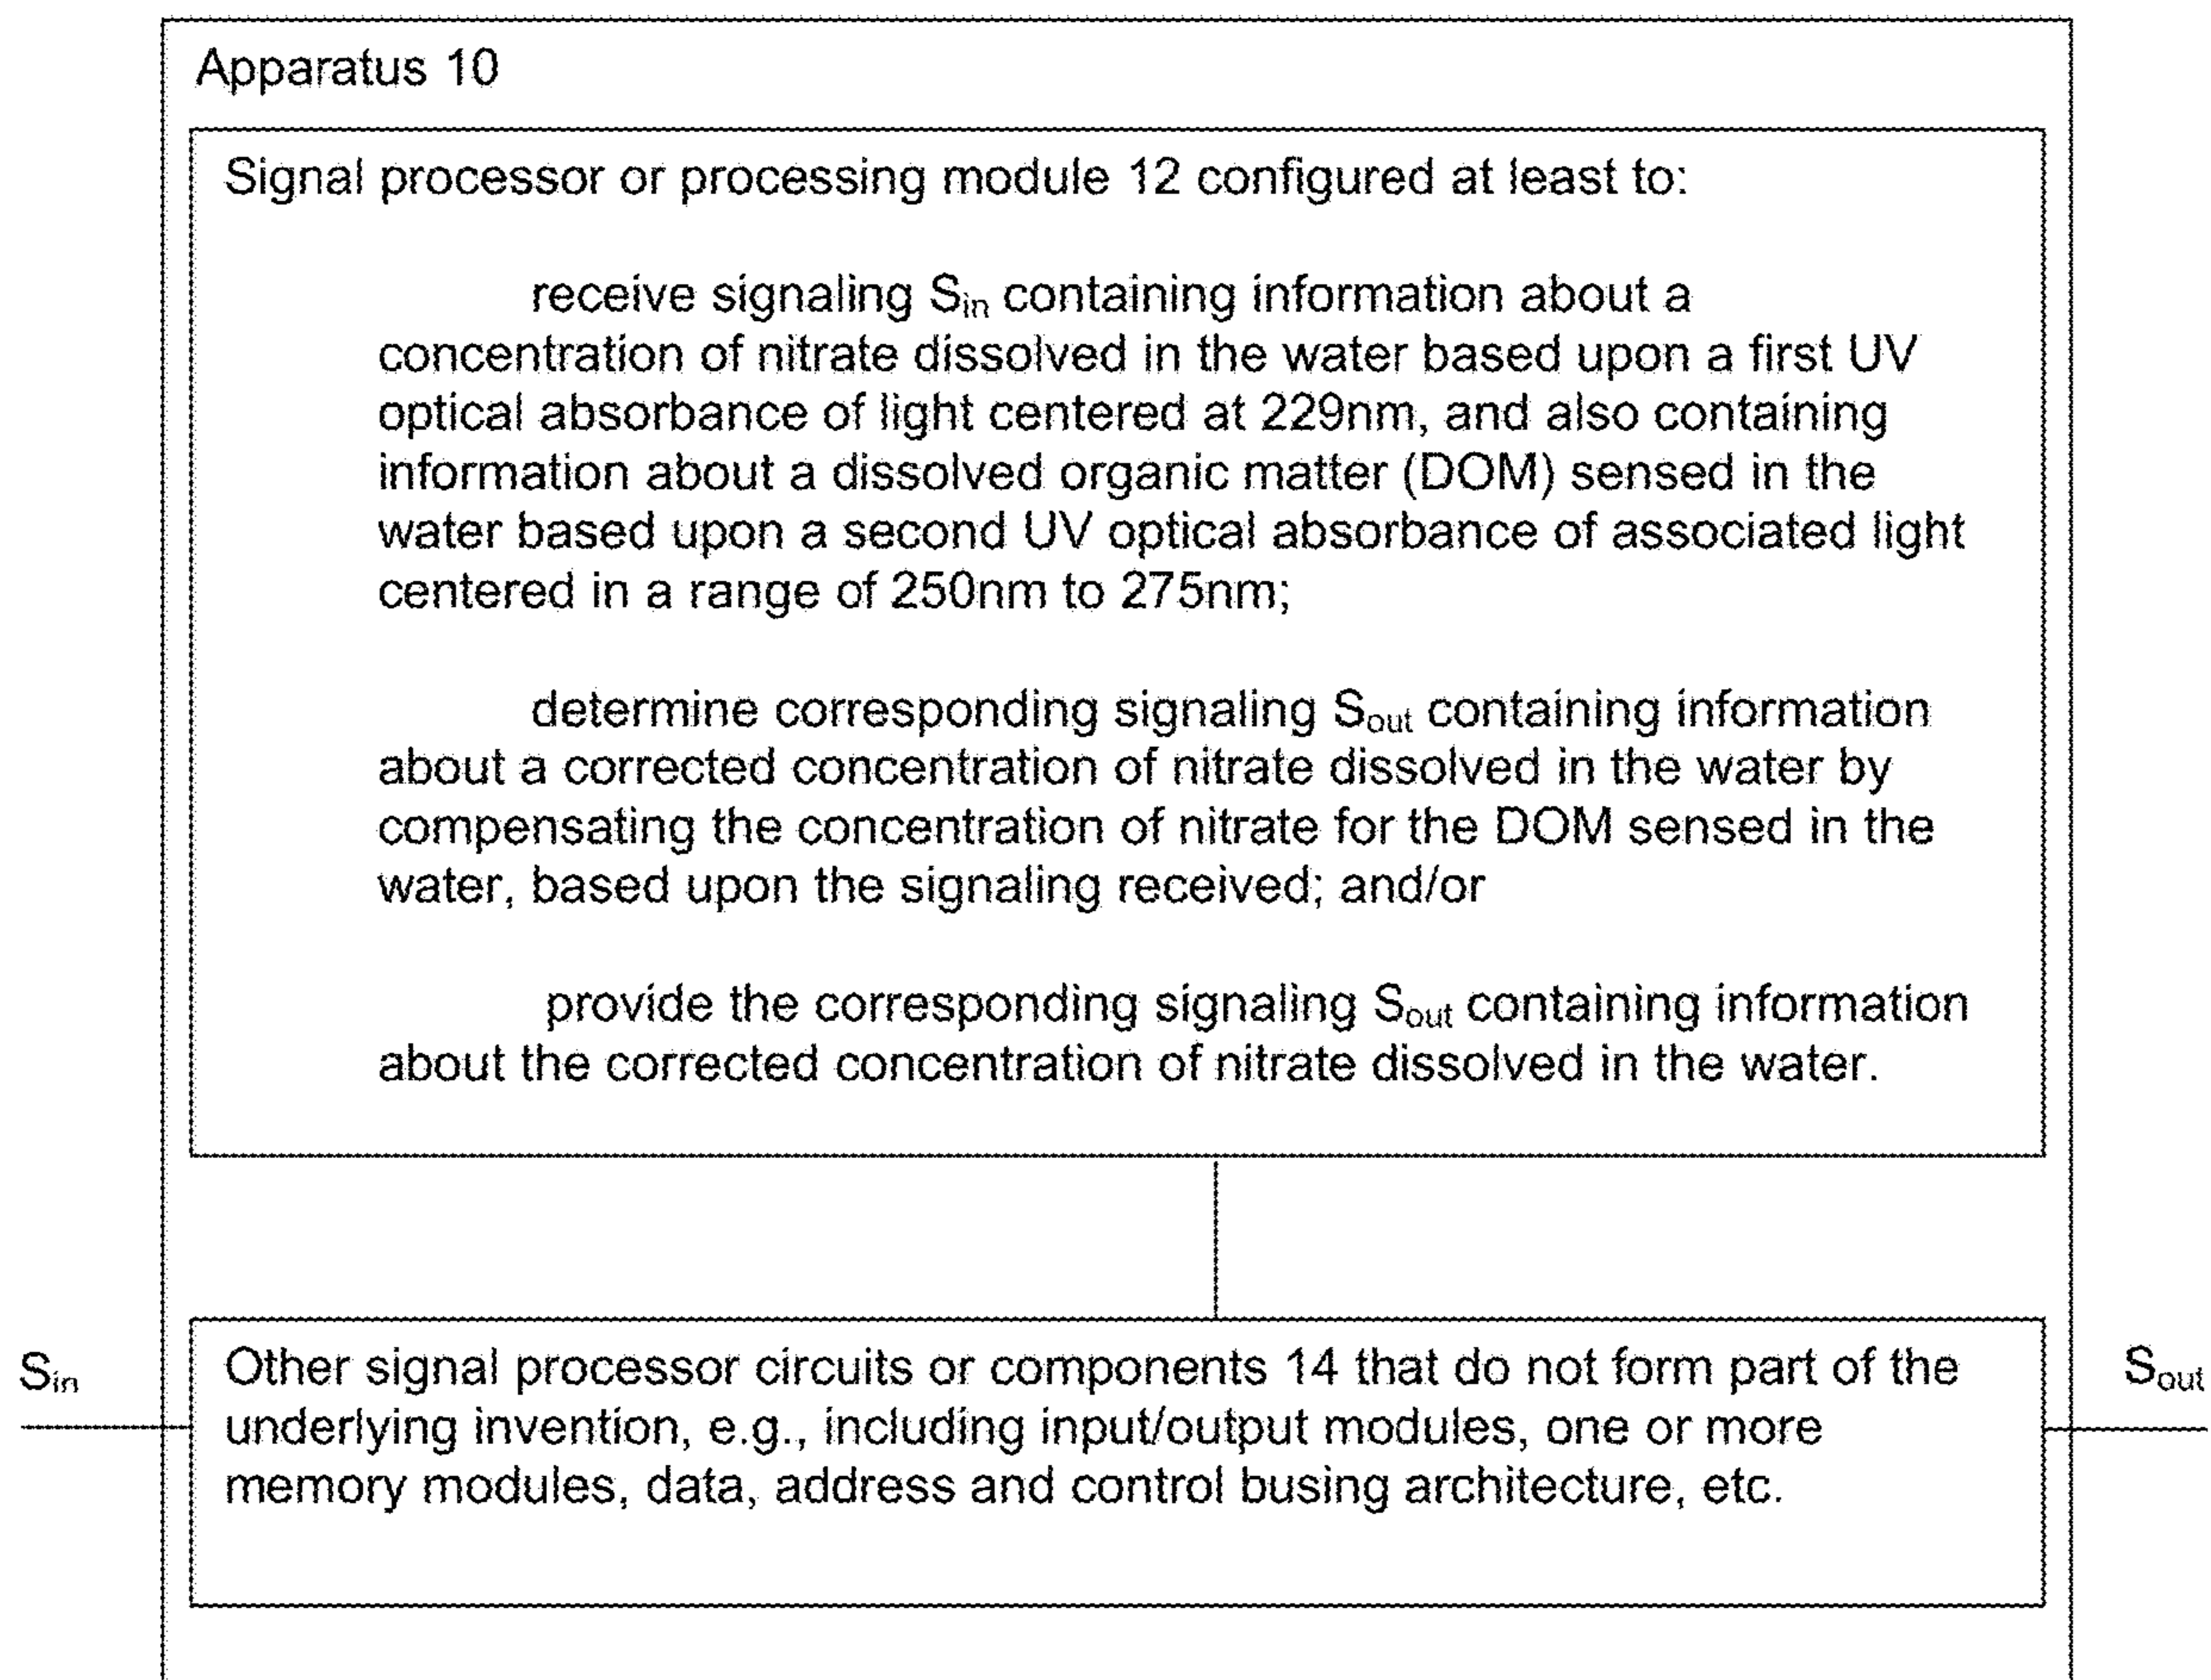 Apparatus 10
Signal processor or processing module 12 configured at least to:
receive signaling Sin containing information about a
concentration of nitrate dissolved in the water based upon a first UV
optical absorbance of light centered at 229nm, and also containing
information about a dissolved organic matter (DOM) sensed in the
water based upon a second UV optical absorbance of associated light
centered in a range of 250nm to 275nm;
determine corresponding signaling Sout containing information
about a corrected concentration of nitrate dissolved in the water by
compensating the concentration of nitrate for the DOM sensed in the
water, based upon the signaling received; and/or
provide the corresponding signaling Sout containing information
about the corrected concentration of nitrate dissolved in the water.
Sin
Other signal processor circuits or components 14 that do not form part of the
underlying invention, e.g., including input/output modules, one or more
memory modules, data, address and control busing architecture, etc.
Sout